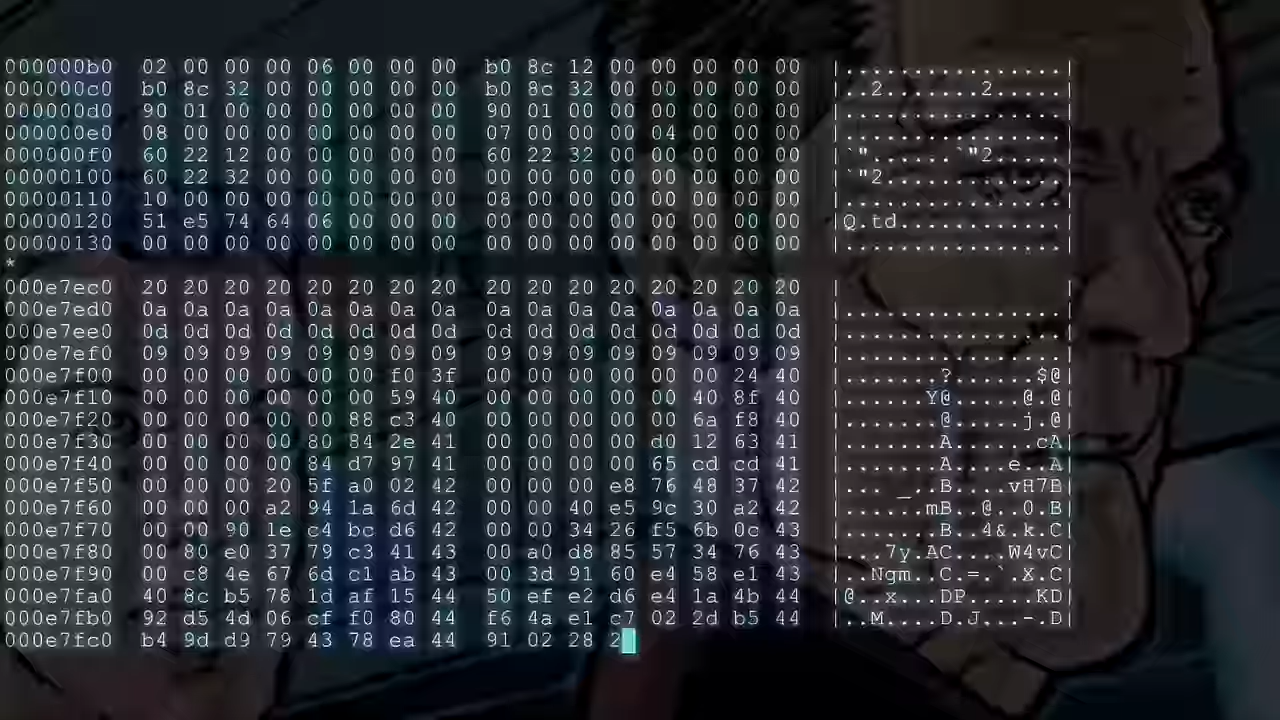 000000b0  02 00 00 00 06 00 00 00  b0 8c 12 00 00 00 00 00  |................|
000000c0  b0 8c 32 00 00 00 00 00  b0 8c 32 00 00 00 00 00  |..2.......2.....|
000000d0  90 01 00 00 00 00 00 00  90 01 00 00 00 00 00 00  |................|
000000e0  08 00 00 00 00 00 00 00  07 00 00 00 04 00 00 00  |................|
000000f0  60 22 12 00 00 00 00 00  60 22 32 00 00 00 00 00  |`"......`"2.....|
00000100  60 22 32 00 00 00 00 00  00 00 00 00 00 00 00 00  |`"2.............|
00000110  10 00 00 00 00 00 00 00  08 00 00 00 00 00 00 00  |................|
00000120  51 e5 74 64 06 00 00 00  00 00 00 00 00 00 00 00  |Q.td............|
00000130  00 00 00 00 00 00 00 00  00 00 00 00 00 00 00 00  |................|
*
000e7ec0  20 20 20 20 20 20 20 20  20 20 20 20 20 20 20 20  |                |
000e7ed0  0a 0a 0a 0a 0a 0a 0a 0a  0a 0a 0a 0a 0a 0a 0a 0a  |................|
000e7ee0  0d 0d 0d 0d 0d 0d 0d 0d  0d 0d 0d 0d 0d 0d 0d 0d  |................|
000e7ef0  09 09 09 09 09 09 09 09  09 09 09 09 09 09 09 09  |................|
000e7f00  00 00 00 00 00 00 f0 3f  00 00 00 00 00 00 24 40  |.......?......$@|
000e7f10  00 00 00 00 00 00 59 40  00 00 00 00 00 40 8f 40  |......Y@.....@.@|
000e7f20  00 00 00 00 00 88 c3 40  00 00 00 00 00 6a f8 40  |.......@.....j.@|
000e7f30  00 00 00 00 80 84 2e 41  00 00 00 00 d0 12 63 41  |.......A......cA|
000e7f40  00 00 00 00 84 d7 97 41  00 00 00 00 65 cd cd 41  |.......A....e..A|
000e7f50  00 00 00 20 5f a0 02 42  00 00 00 e8 76 48 37 42  |... _..B....vH7B|
000e7f60  00 00 00 a2 94 1a 6d 42  00 00 40 e5 9c 30 a2 42  |......mB..@..0.B|
000e7f70  00 00 90 1e c4 bc d6 42  00 00 34 26 f5 6b 0c 43  |.......B..4&.k.C|
000e7f80  00 80 e0 37 79 c3 41 43  00 a0 d8 85 57 34 76 43  |...7y.AC....W4vC|
000e7f90  00 c8 4e 67 6d c1 ab 43  00 3d 91 60 e4 58 e1 43  |..Ngm..C.=.`.X.C|
000e7fa0  40 8c b5 78 1d af 15 44  50 ef e2 d6 e4 1a 4b 44  |@..x...DP.....KD|
000e7fb0  92 d5 4d 06 cf f0 80 44  f6 4a e1 c7 02 2d b5 44  |..M....D.J...-.D|
000e7fc0  b4 9d d9 79 43 78 ea 44  91 02 28 2